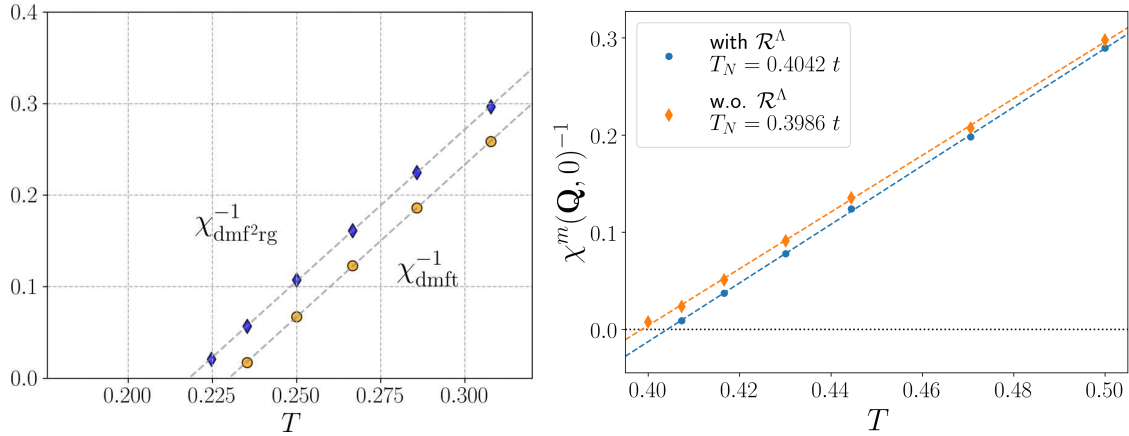 0.4
0.3
0.2
0.1
0.0
χ⁻¹dmf²rg
χ⁻¹dmft
0.200 0.225 0.250 0.275 0.300
T
with ℛ^Λ
T_N = 0.4042 t
w.o. ℛ^Λ
T_N = 0.3986 t
χ^m(Q, 0)⁻¹
0.3
0.2
0.1
0.0
0.40 0.42 0.44 0.46 0.48 0.50
T